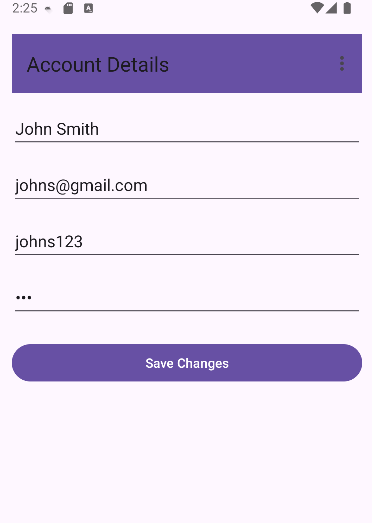 2:25
Account Details
John Smith
johns@gmail.com
johns123
•••
Save Changes